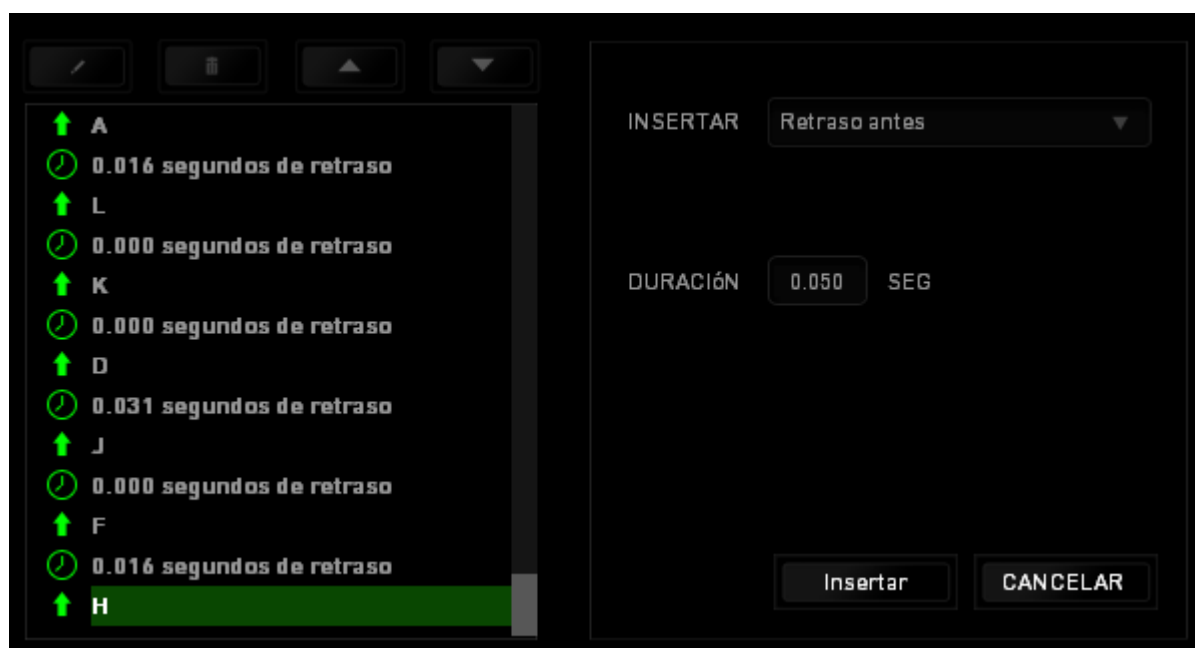 A
0.016 segundos de retraso
L
0.000 segundos de retraso
K
0.000 segundos de retraso
D
0.031 segundos de retraso
J
0.000 segundos de retraso
F
0.016 segundos de retraso
H
INSERTAR Retraso antes
DURACIóN 0.050 SEG
Insertar CANCELAR